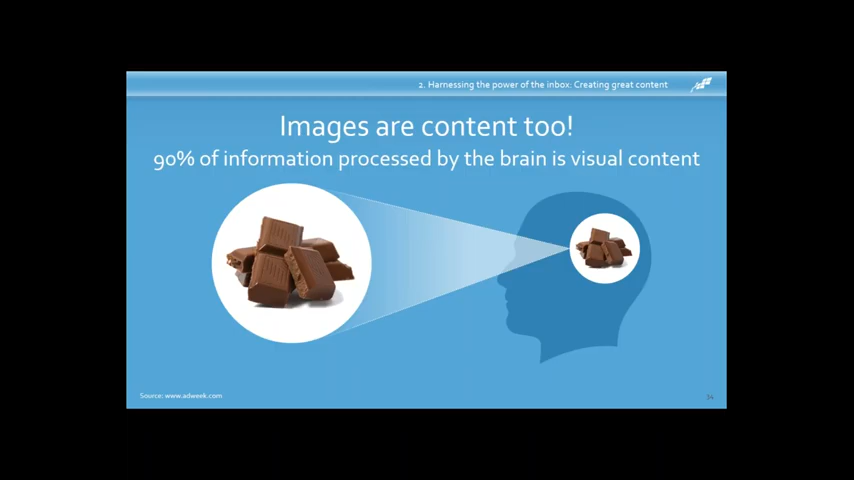 2. Harnessing the power of the inbox: Creating great content
Images are content too!
90% of information processed by the brain is visual content
Source: www.adweek.com
34